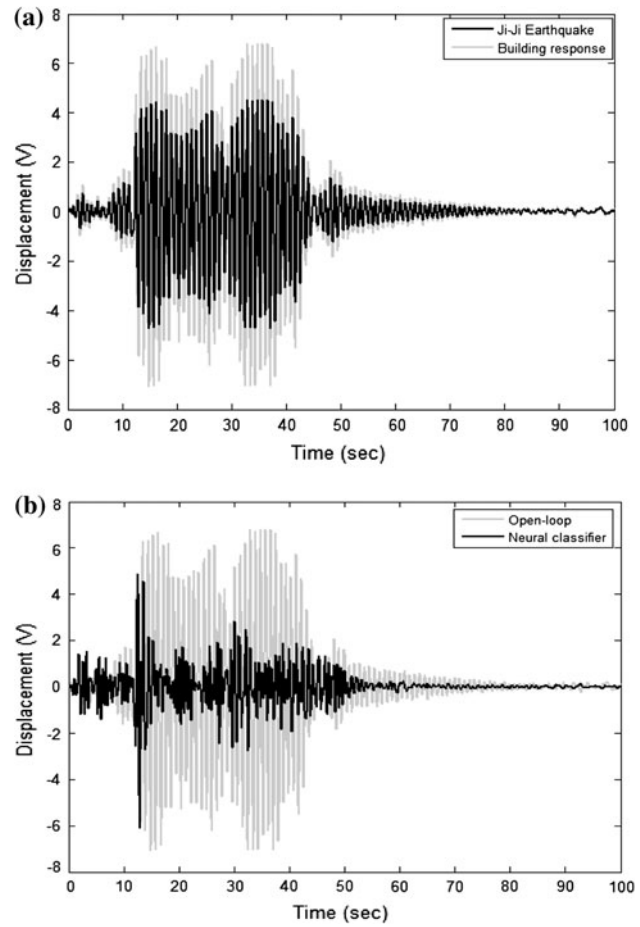 (a)
Ji-Ji Earthquake
Building response
8
6
4
2
0
-2
-4
-6
-8
Displacement (V)
0 10 20 30 40 50 60 70 80 90 100
Time (sec)
(b)
Open-loop
Neural classifier
8
6
4
2
0
-2
-4
-6
-8
Displacement (V)
0 10 20 30 40 50 60 70 80 90 100
Time (sec)